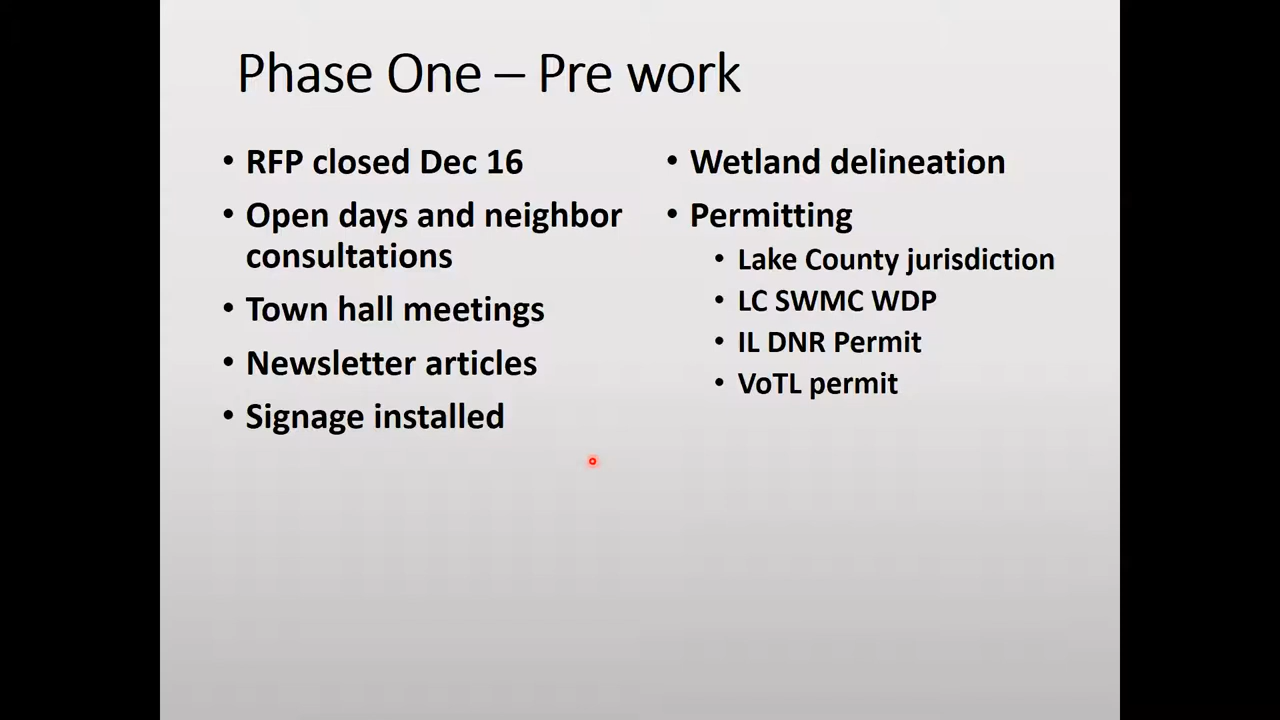 Phase One – Pre work
• RFP closed Dec 16
• Open days and neighbor
consultations
• Town hall meetings
• Newsletter articles
• Signage installed
• Wetland delineation
• Permitting
• Lake County jurisdiction
• LC SWMC WDP
• IL DNR Permit
• VoTL permit